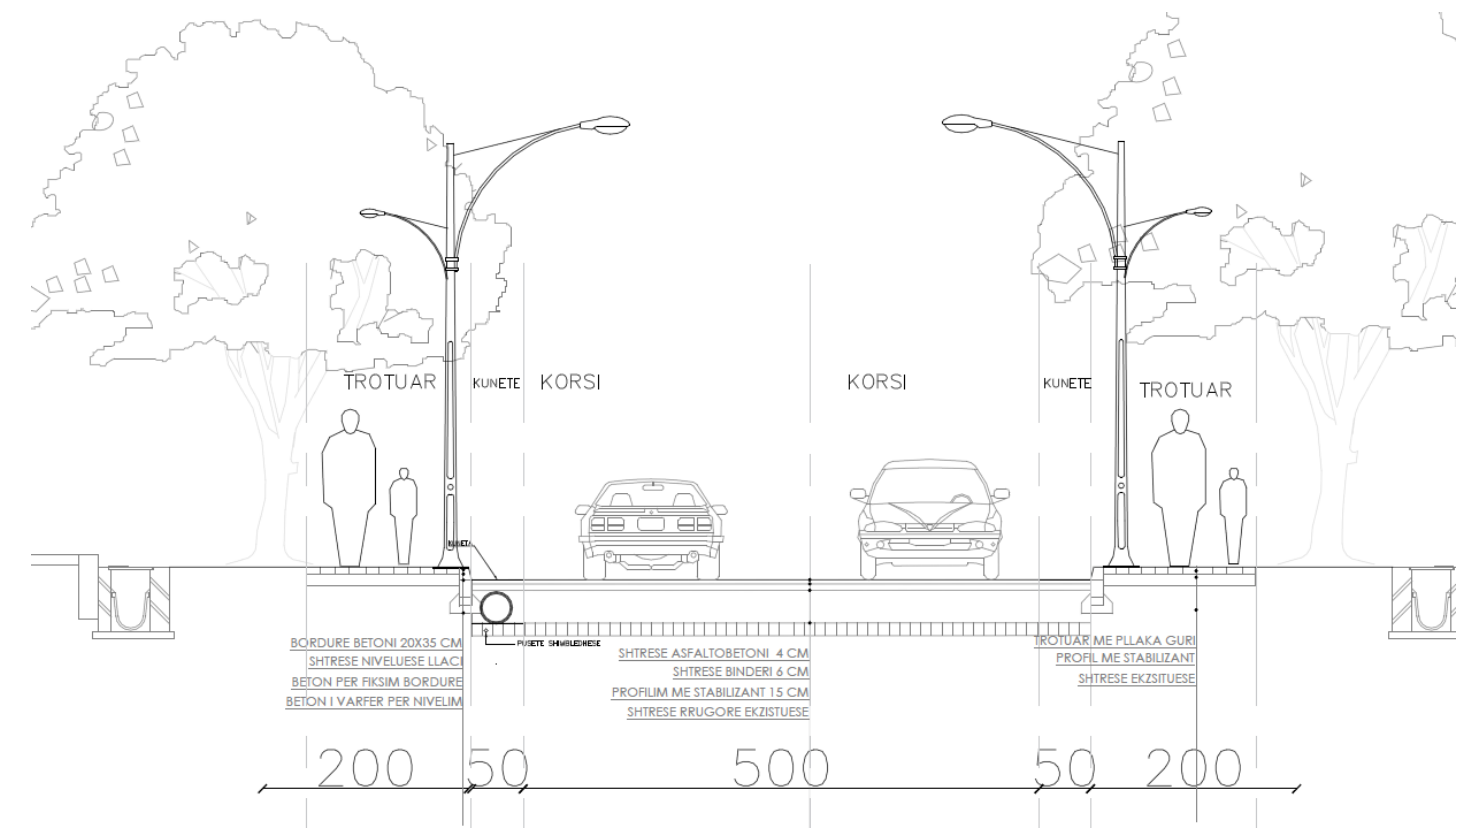 TROTUAR KUNETE KORSI KORSI KUNETE TROTUAR
KUNETA
PUSETE SHIMBLEDHESE
BORDURE BETONI 20X35 CM
SHTRESE NIVELUESE LLACI
BETON PER FIKSIM BORDURE
BETON I VARFER PER NIVELIM
SHTRESE ASFALTOBETONI 4 CM
SHTRESE BINDERI 6 CM
PROFILIM ME STABILIZANT 15 CM
SHTRESE RRUGORE EKZISTUESE
TROTUAR ME PLLAKA GURI
PROFIL ME STABILIZANT
SHTRESE EKZSITUESE
200 50 500 50 200